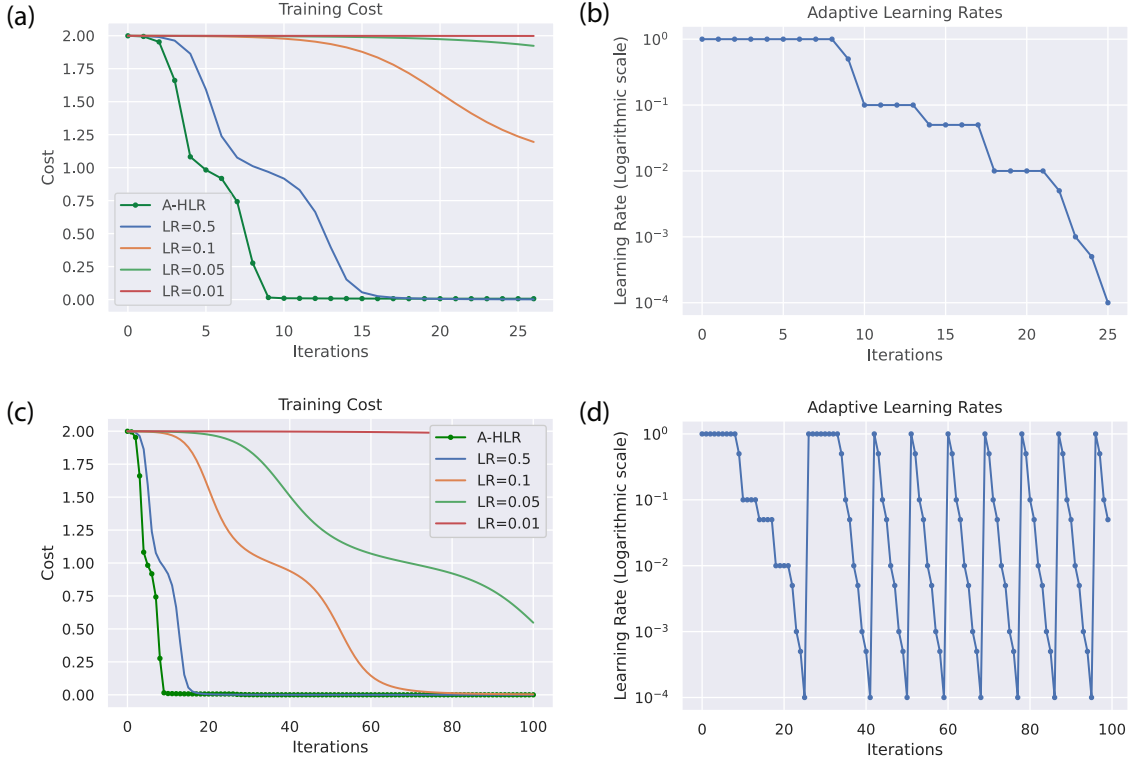 (a)
Training Cost
2.00
1.75
1.50
1.25
1.00
0.75
0.50
0.25
0.00
Cost
A-HLR
LR=0.5
LR=0.1
LR=0.05
LR=0.01
0 5 10 15 20 25
Iterations
(b)
Adaptive Learning Rates
10⁰
10⁻¹
10⁻²
10⁻³
10⁻⁴
Learning Rate (Logarithmic scale)
0 5 10 15 20 25
Iterations
(c)
Training Cost
2.00
1.75
1.50
1.25
1.00
0.75
0.50
0.25
0.00
Cost
A-HLR
LR=0.5
LR=0.1
LR=0.05
LR=0.01
0 20 40 60 80 100
Iterations
(d)
Adaptive Learning Rates
10⁰
10⁻¹
10⁻²
10⁻³
10⁻⁴
Learning Rate (Logarithmic scale)
0 20 40 60 80 100
Iterations